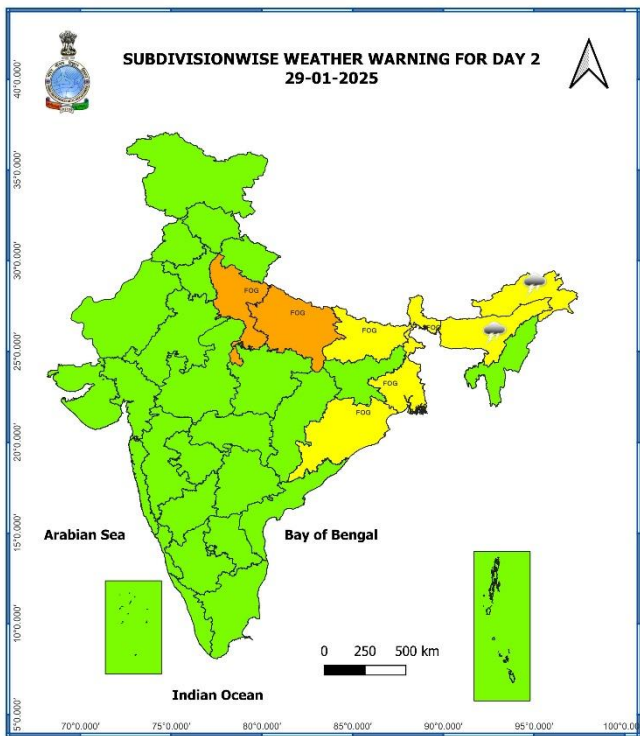 SUBDIVISIONWISE WEATHER WARNING FOR DAY 2
29-01-2025
40°0.000'
35°0.000'
30°0.000'
25°0.000'
20°0.000'
15°0.000'
10°0.000'
5°0.000'
FOG
FOG
FOG
FOG
FOG
FOG
Arabian Sea
Bay of Bengal
0 250 500 km
Indian Ocean
70°0.000' 75°0.000' 80°0.000' 85°0.000' 90°0.000' 95°0.000' 100°0.00